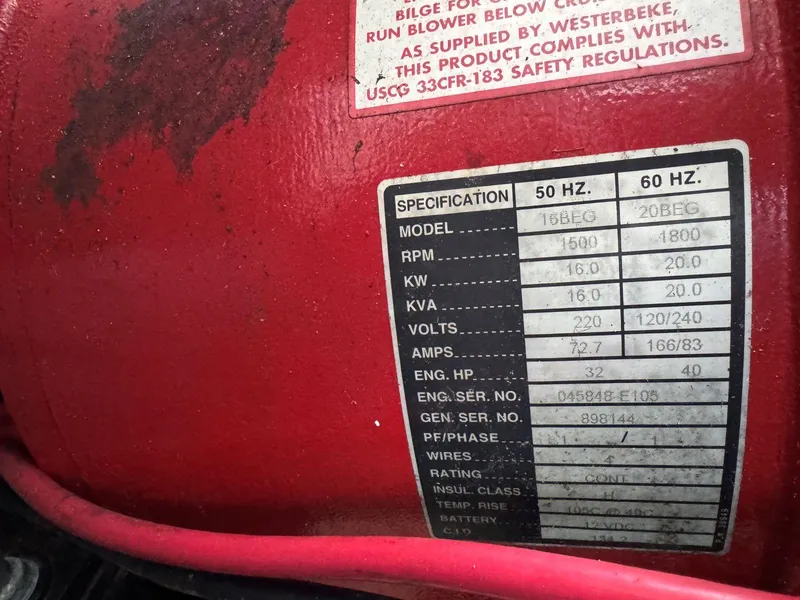 BILGE FOR
RUN BLOWER BELOW
AS SUPPLIED BY WESTERBEKE,
THIS PRODUCT COMPLIES WITH
USCG 33CFR-183 SAFETY REGULATIONS.
SPECIFICATION 50 HZ. 60 HZ.
MODEL 16BEG 20BEG
RPM 1500 1800
KW 16.0 20.0
KVA 16.0 20.0
VOLTS 220 120/240
AMPS 72.7 166/83
ENG. HP 32 40
ENG. SER. NO. 045848 E105
GEN. SER. NO. 898144
PF/PHASE 1 / 1
WIRES 4
RATING CONT
INSUL. CLASS H
TEMP. RISE 105C @ 40C
BATTERY 12 VDC
C.I.D.